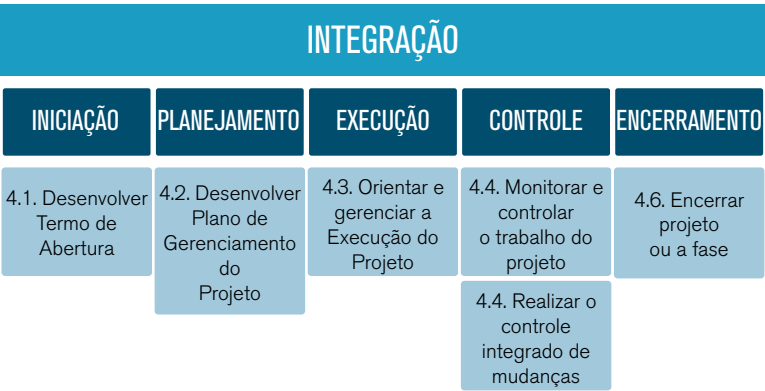 INTEGRAÇÃO
INICIAÇÃO
PLANEJAMENTO
EXECUÇÃO
CONTROLE
ENCERRAMENTO
4.1. Desenvolver
Termo de
Abertura
4.2. Desenvolver
Plano de
Gerenciamento
do
Projeto
4.3. Orientar e
gerenciar a
Execução do
Projeto
4.4. Monitorar e
controlar
o trabalho do
projeto
4.4. Realizar o
controle
integrado de
mudanças
4.6. Encerrar
projeto
ou a fase